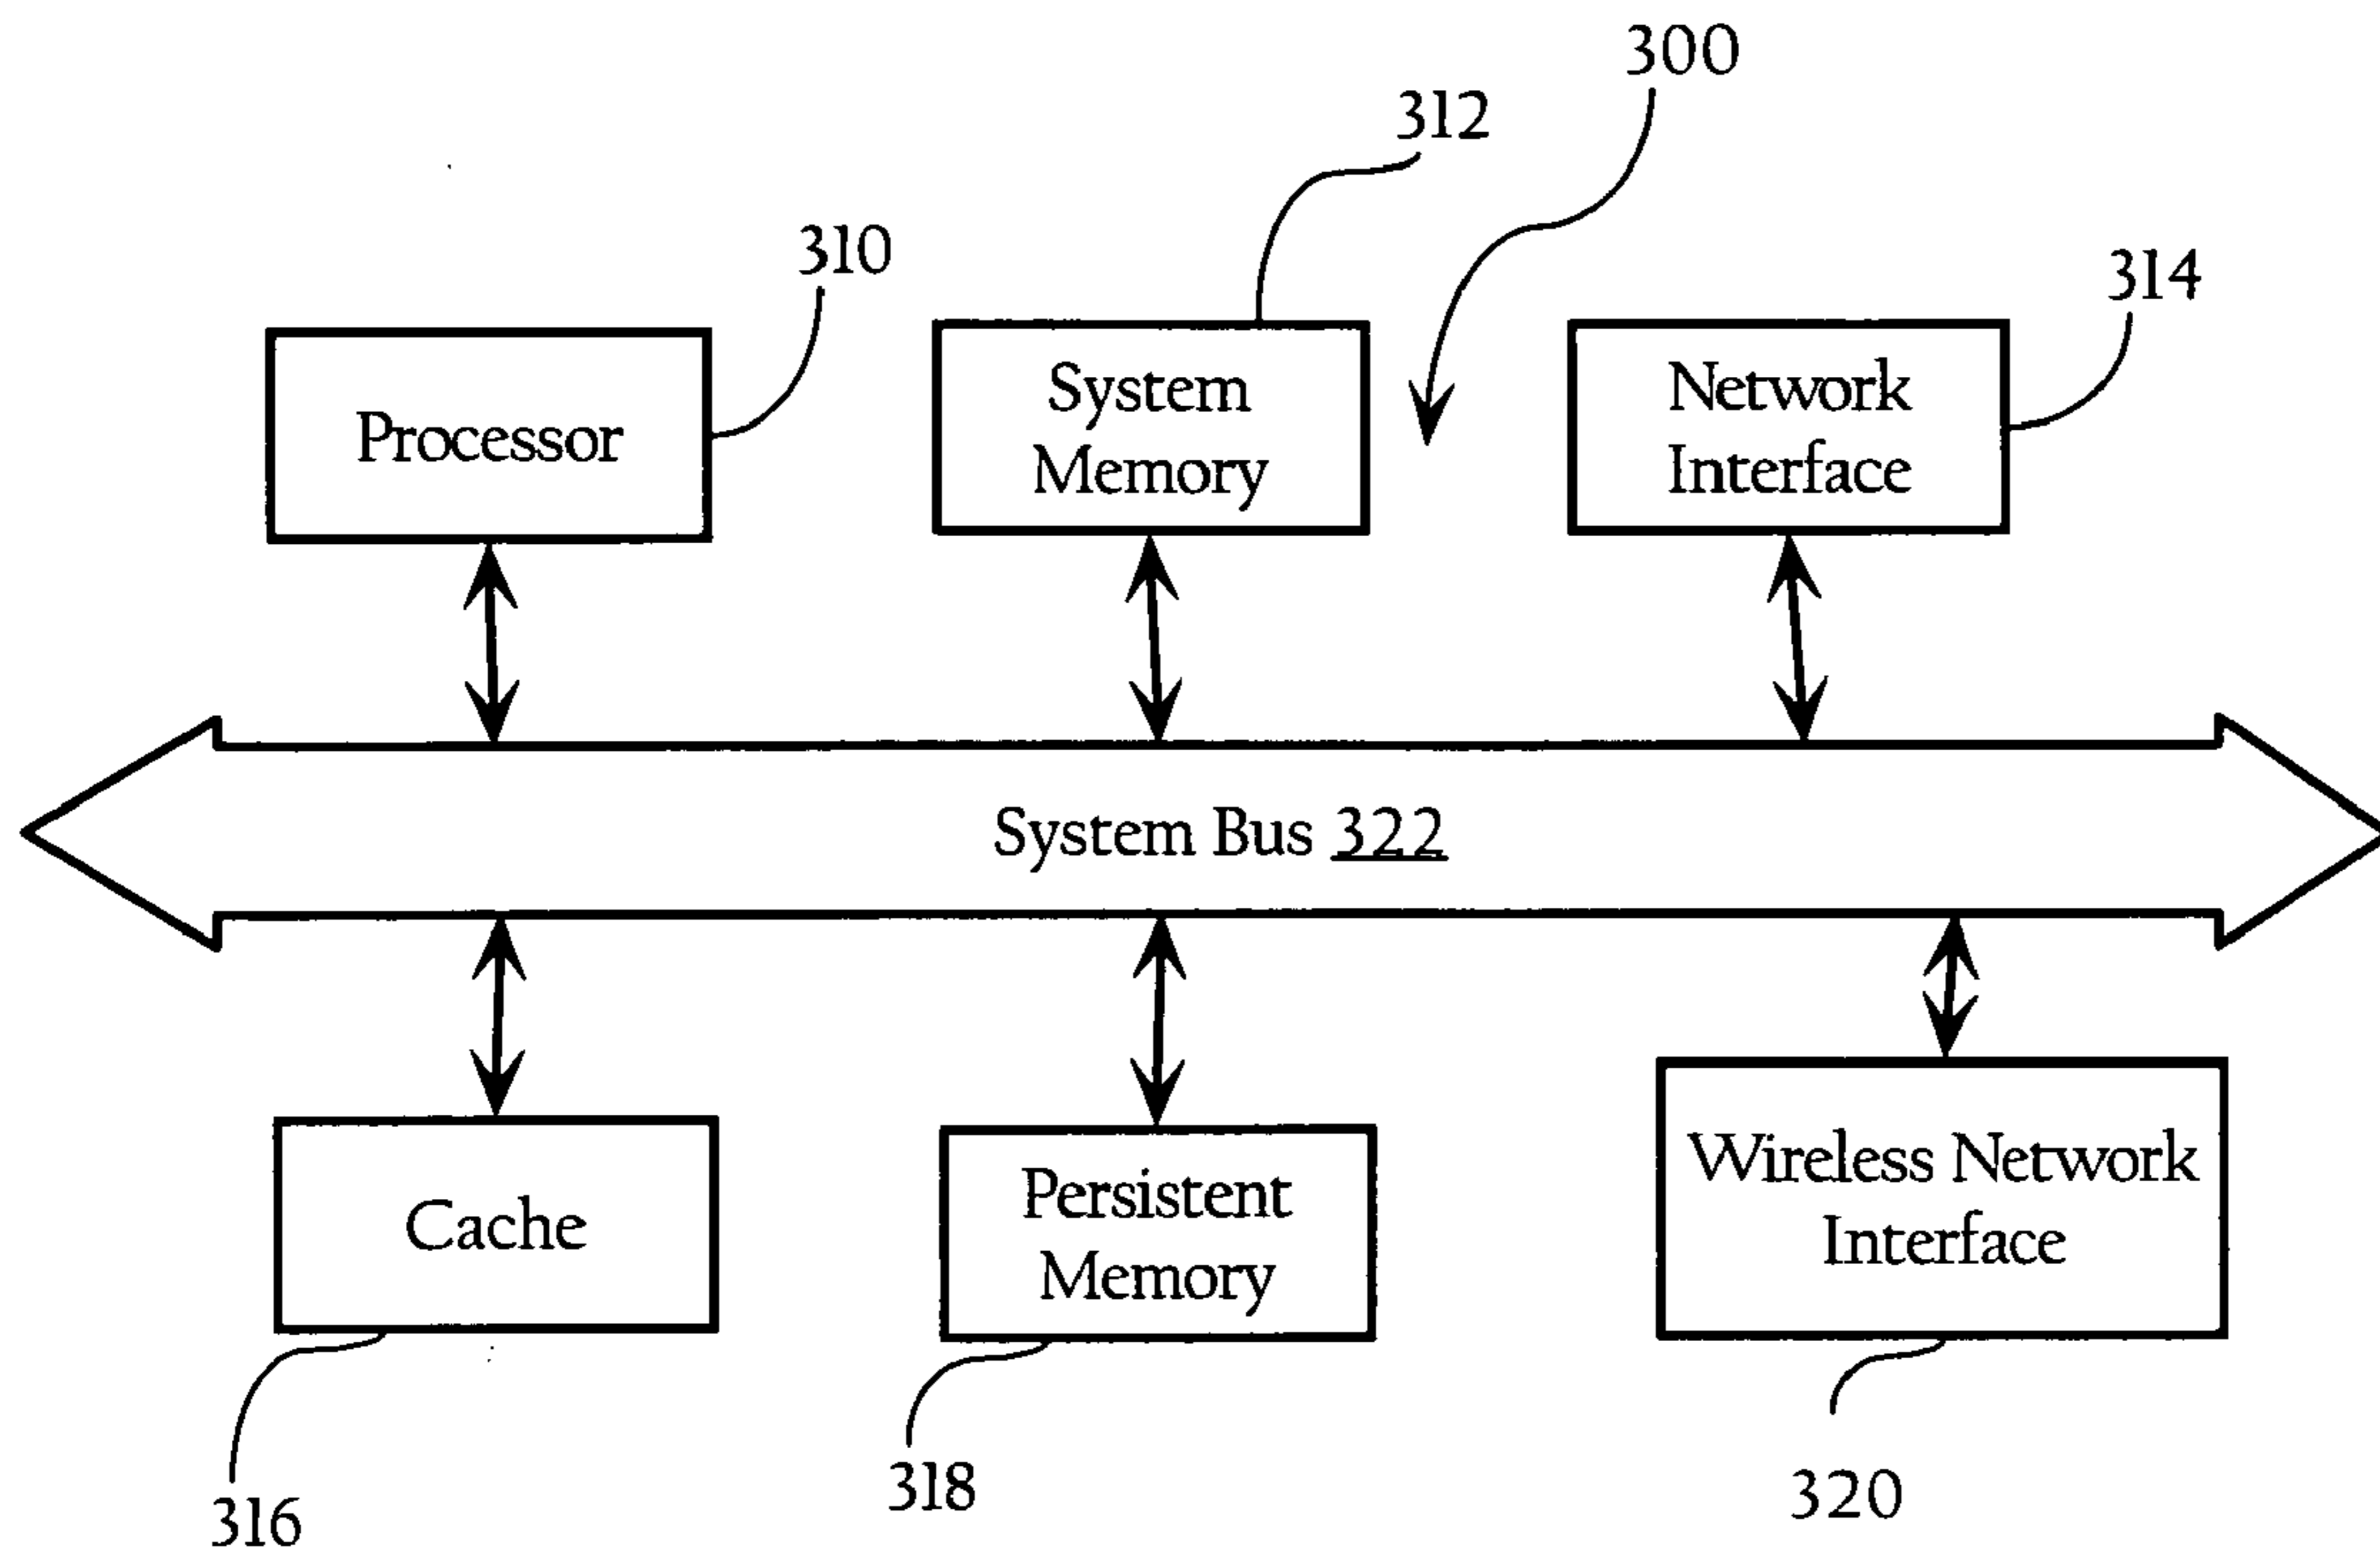 300
312
310
314
Processor
System
Memory
Network
Interface
System Bus 322
Cache
Persistent
Memory
Wireless Network
Interface
316
318
320